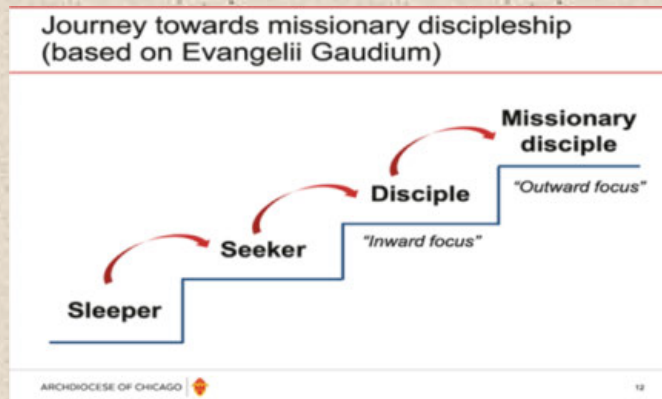 Journey towards missionary discipleship
(based on Evangelii Gaudium)
Missionary
disciple
"Outward focus"
Disciple
"Inward focus"
Seeker
Sleeper
ARCHDIOCESE OF CHICAGO
12